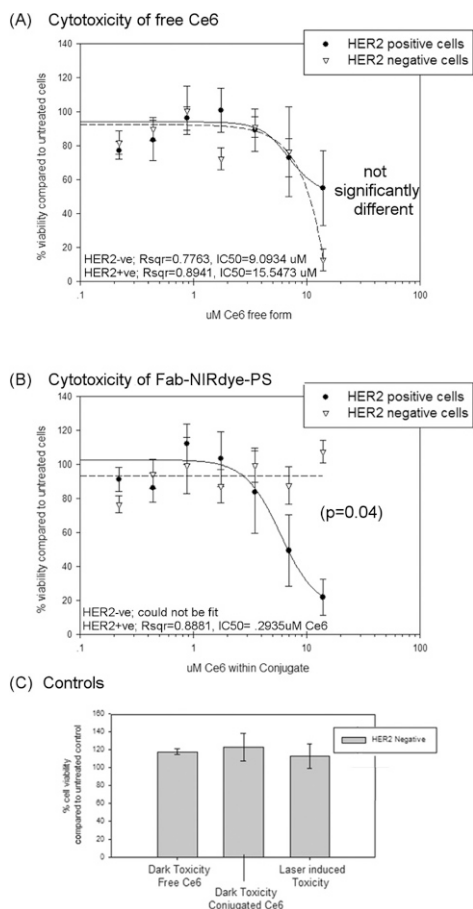 (A) Cytotoxicity of free Ce6
HER2 positive cells
HER2 negative cells
140
120
100
80
60
40
20
0
% viability compared to untreated cells
not
significantly
different
HER2-ve; Rsqr=0.7763, IC50=9.0934 uM
HER2+ve; Rsqr=0.8941, IC50=15.5473 uM
.1
1
10
100
uM Ce6 free form
(B) Cytotoxicity of Fab-NIRdye-PS
HER2 positive cells
HER2 negative cells
140
120
100
80
60
40
20
0
% viability compared to untreated cells
(p=0.04)
HER2-ve; could not be fit
HER2+ve; Rsqr=0.8881, IC50= .2935uM Ce6
.1
1
10
100
uM Ce6 within Conjugate
(C) Controls
160
140
120
100
80
60
40
20
0
% cell viability
compared to untreated control
HER2 Negative
Dark Toxicity
Free Ce6
Dark Toxicity
Conjugated Ce6
Laser induced
Toxicity